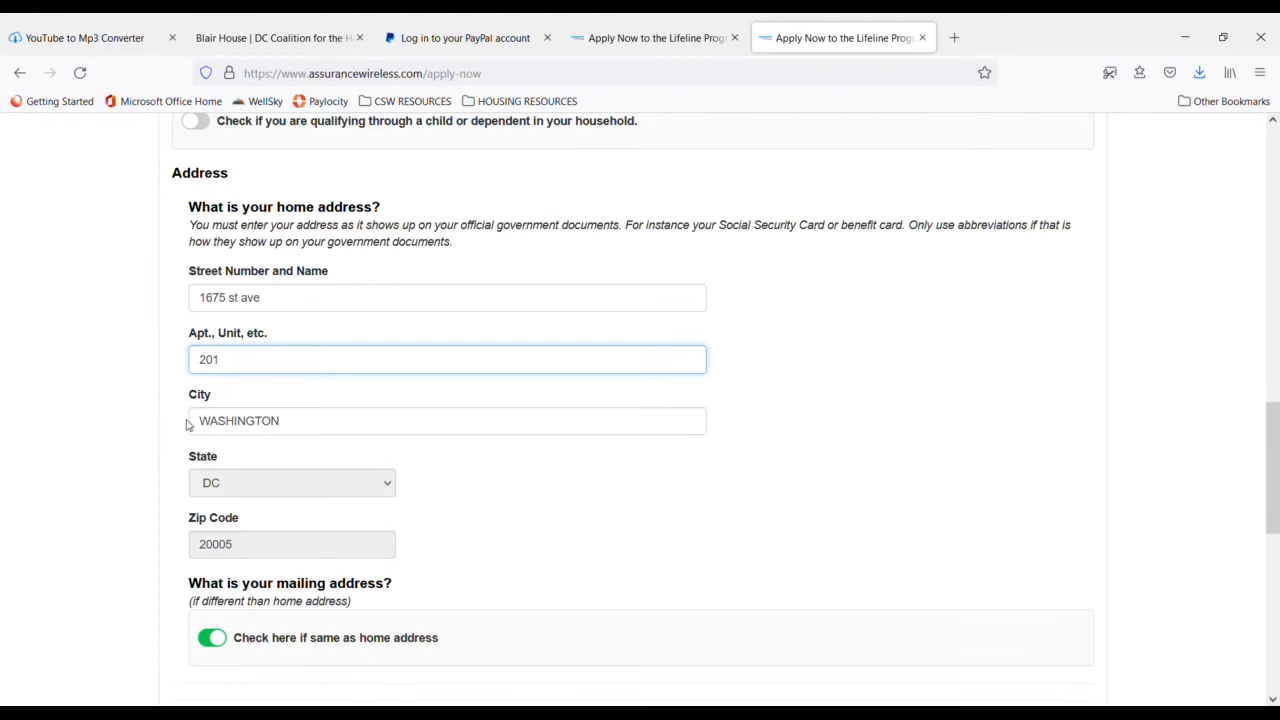 YouTube to Mp3 Converter
Blair House | DC Coalition for the H
Log in to your PayPal account
Apply Now to the Lifeline Progr
Apply Now to the Lifeline Progr
https://www.assurancewireless.com/apply-now
Getting Started
Microsoft Office Home
WellSky
Paylocity
CSW RESOURCES
HOUSING RESOURCES
Other Bookmarks
Check if you are qualifying through a child or dependent in your household.
Address
What is your home address?
You must enter your address as it shows up on your official government documents. For instance your Social Security Card or benefit card. Only use abbreviations if that is
how they show up on your government documents.
Street Number and Name
1675 st ave
Apt., Unit, etc.
201
City
WASHINGTON
State
DC
Zip Code
20005
What is your mailing address?
(if different than home address)
Check here if same as home address